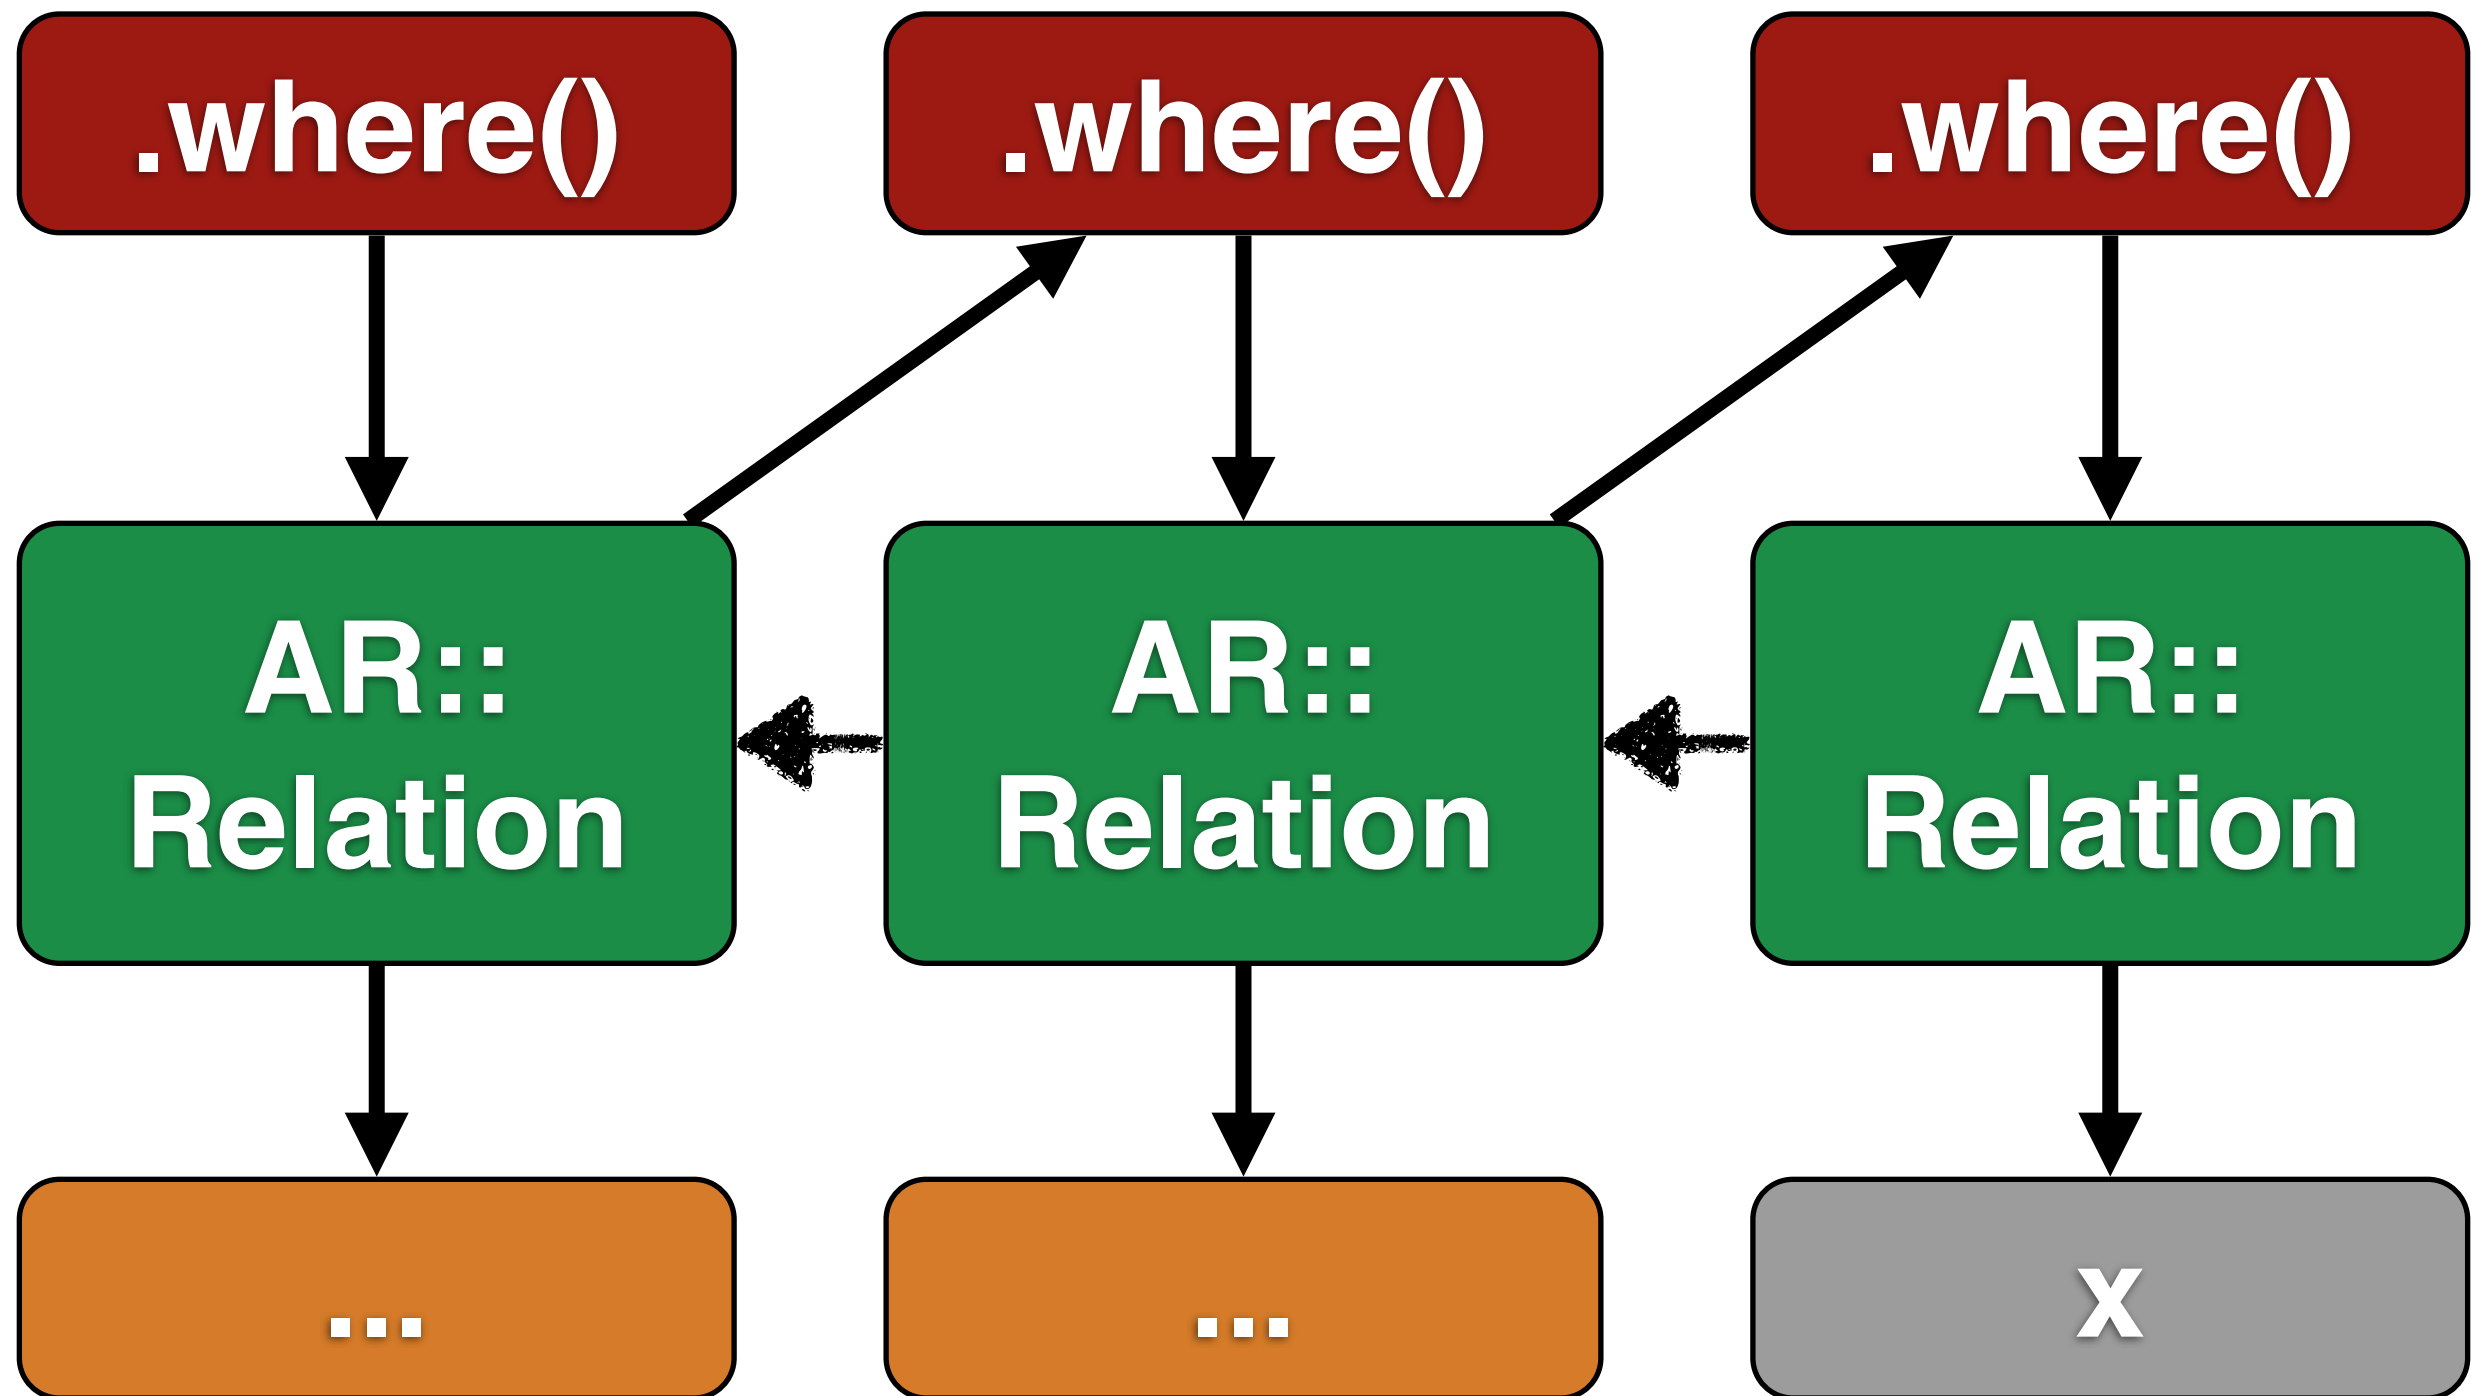 .where()
.where()
.where()
AR::
Relation
AR::
Relation
AR::
Relation
...
...
x